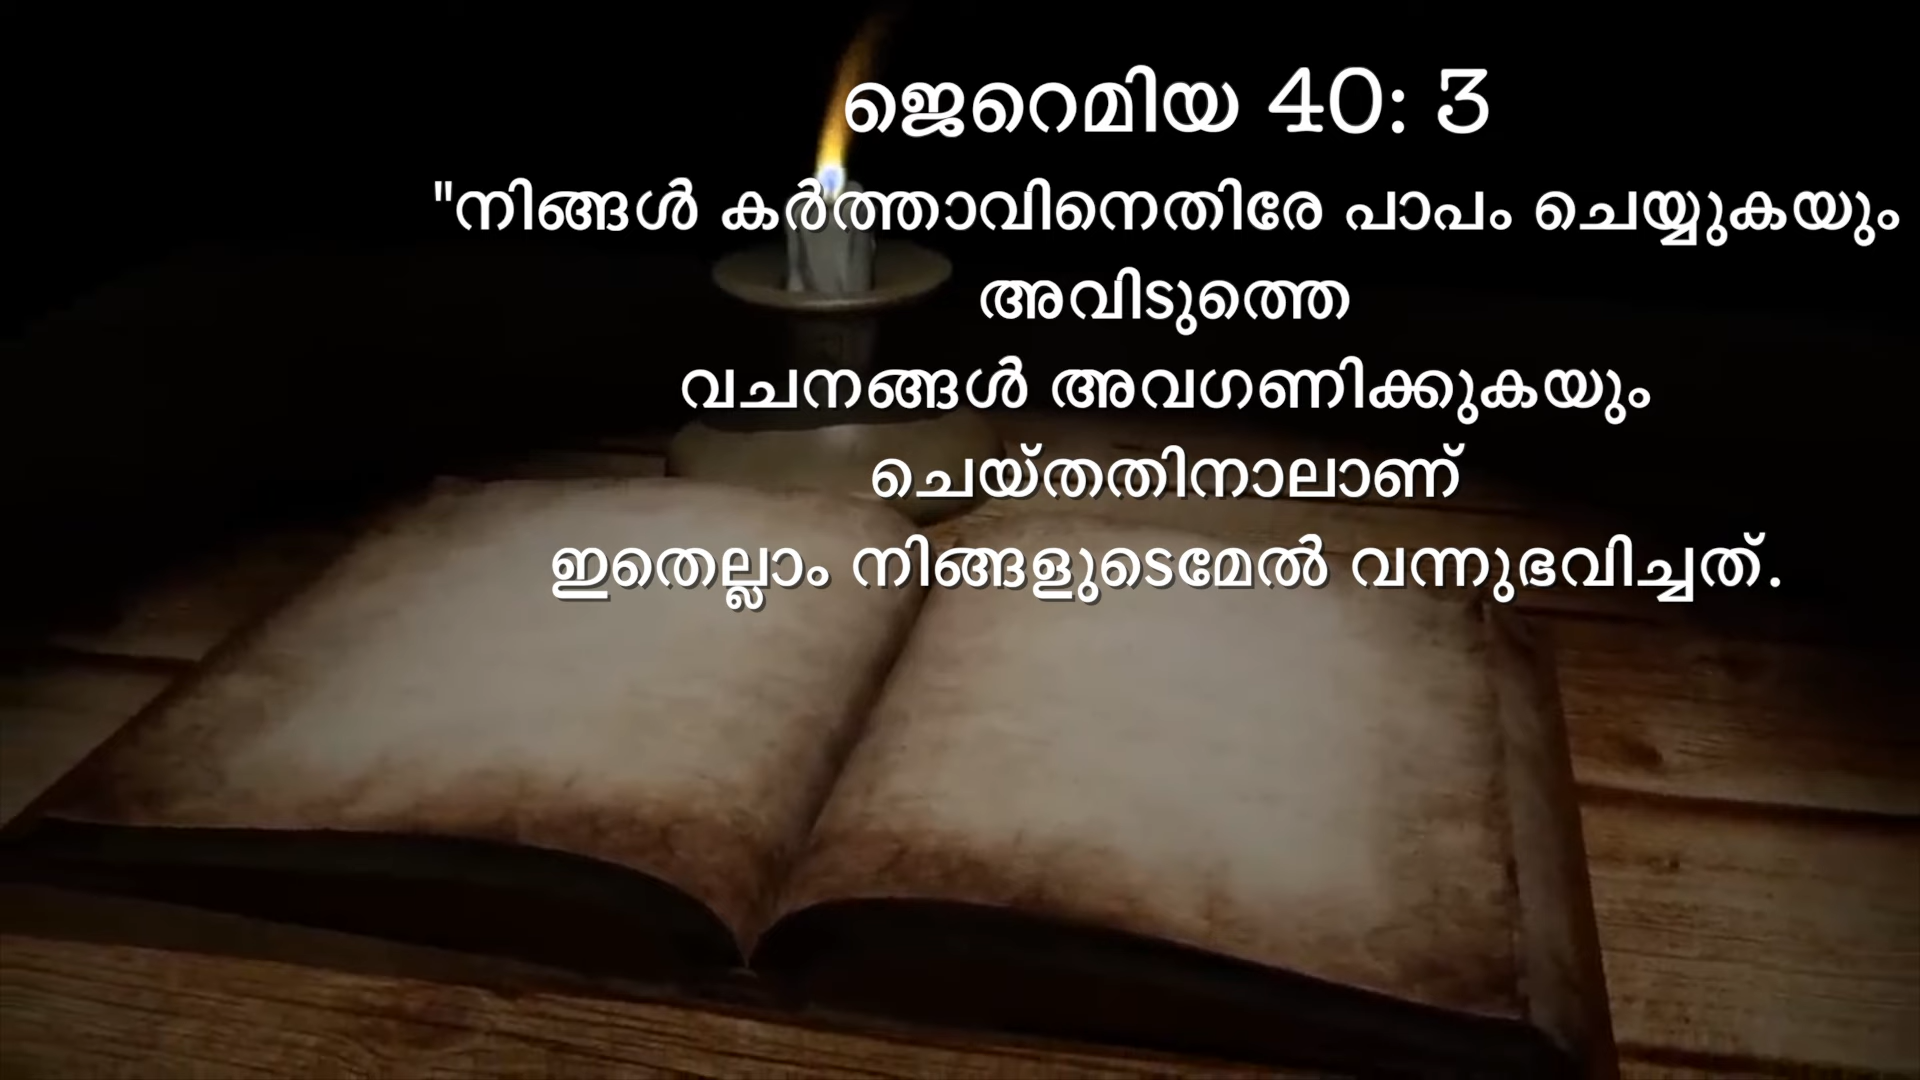 ജെറെമിയ 40: 3
"നിങ്ങൾ കർത്താവിനെതിരേ പാപം ചെയ്യുകയും
അവിടുത്തെ
വചനങ്ങൾ അവഗണിക്കുകയും
ചെയ്തതിനാലാണ്
ഇതെല്ലാം നിങ്ങളുടെമേൽ വന്നുഭവിച്ചത്.